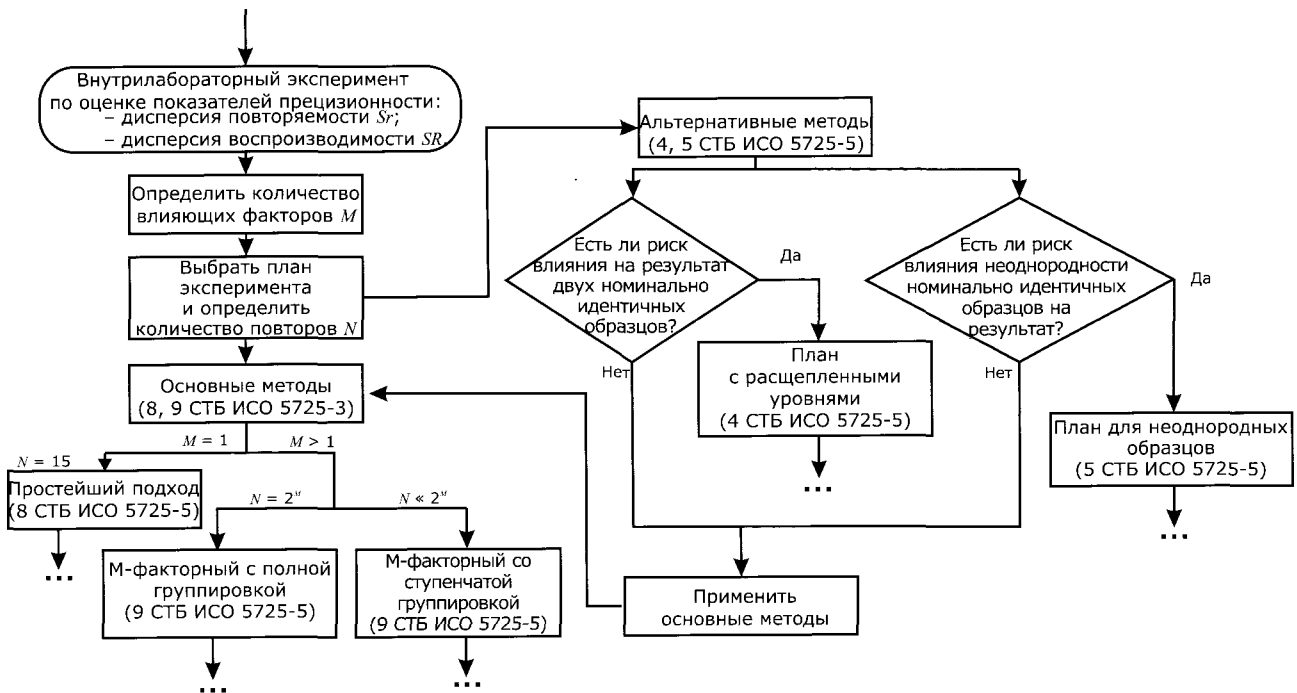 Внутрилабораторный эксперимент
по оценке показателей прецизионности:
– дисперсия повторяемости Sr;
– дисперсия воспроизводимости SR
Определить количество
влияющих факторов M
Выбрать план
эксперимента
и определить
количество повторов N
Основные методы
(8, 9 СТБ ИСО 5725-3)
M = 1
M > 1
N = 15
Простейший подход
(8 СТБ ИСО 5725-5)
...
N = 2ᴹ
N « 2ᴹ
М-факторный с полной
группировкой
(9 СТБ ИСО 5725-5)
...
М-факторный со
ступенчатой
группировкой
(9 СТБ ИСО 5725-5)
...
Альтернативные методы
(4, 5 СТБ ИСО 5725-5)
Есть ли риск
влияния на результат
двух номинально
идентичных
образцов?
Да
Нет
План
с расщепленными
уровнями
(4 СТБ ИСО 5725-5)
...
Есть ли риск
влияния неоднородности
номинально идентичных
образцов на
результат?
Да
Нет
План для неоднородных
образцов
(5 СТБ ИСО 5725-5)
...
Применить
основные методы